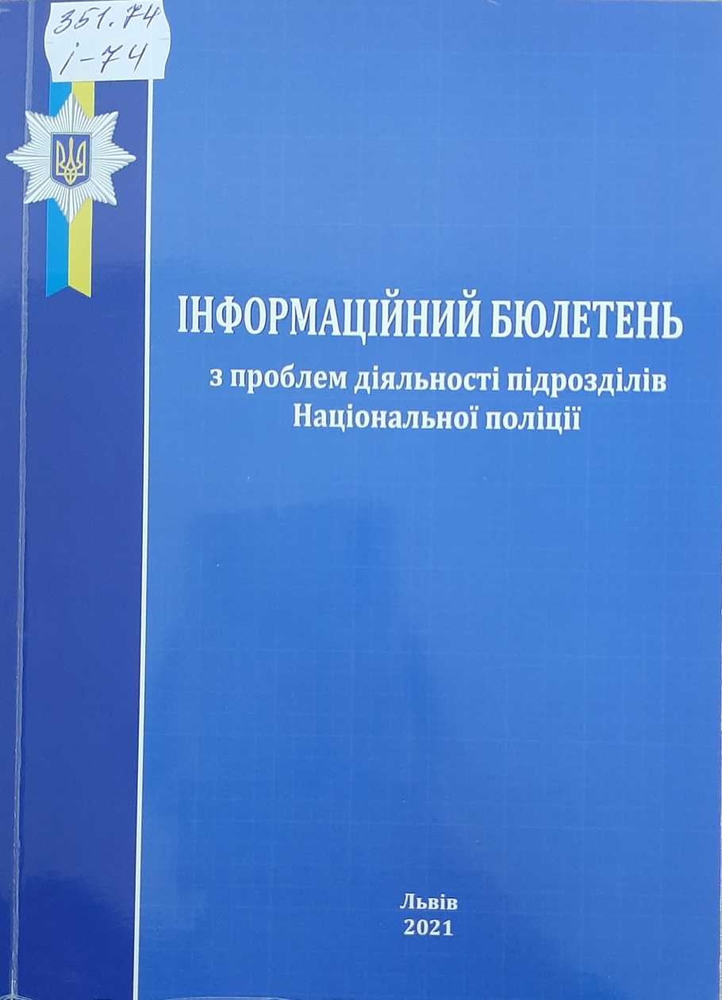 351.74
і-74
ІНФОРМАЦІЙНИЙ БЮЛЕТЕНЬ
з проблем діяльності підрозділів
Національної поліції
Львів
2021